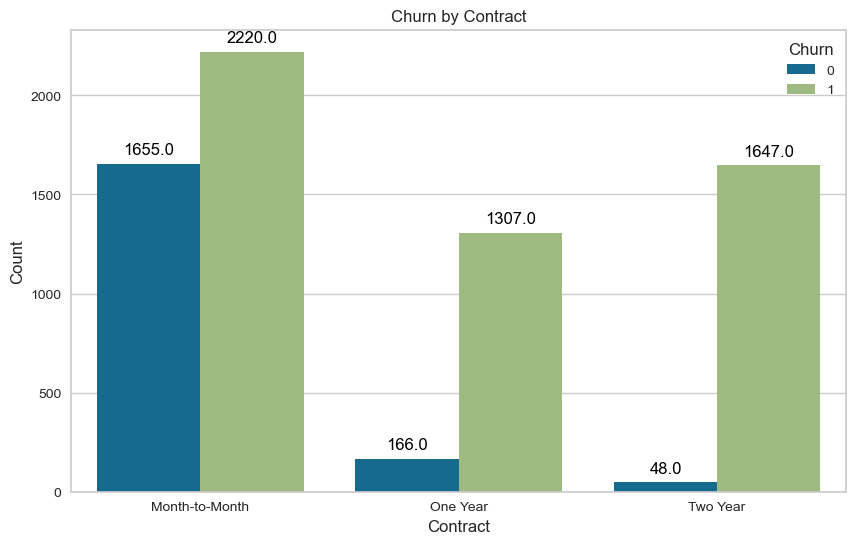 Churn by Contract
Churn
0
1
2220.0
1655.0
1647.0
1307.0
166.0
48.0
2000
1500
1000
500
0
Count
Month-to-Month
One Year
Two Year
Contract